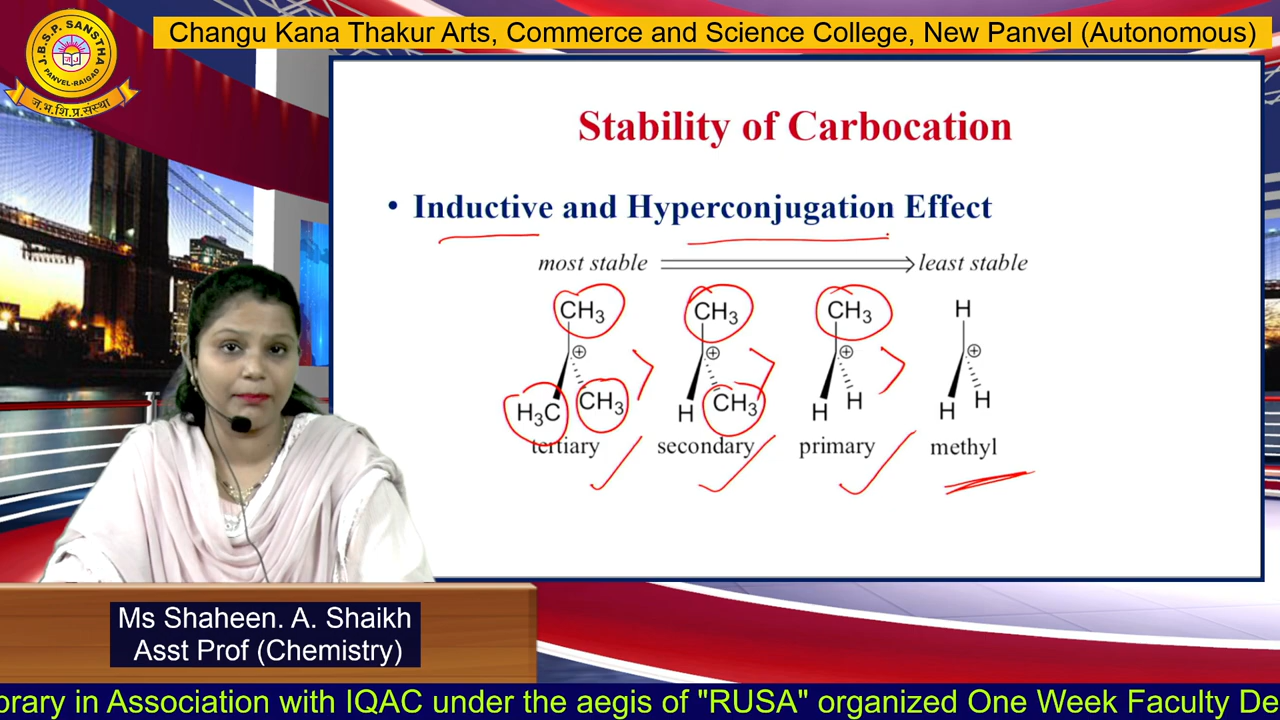 Changu Kana Thakur Arts, Commerce and Science College, New Panvel (Autonomous)
J.B.S.P. SANSTHA
PANVEL-RAIGAD
ज.भ.शि.प्र.संस्था
Stability of Carbocation
• Inductive and Hyperconjugation Effect
most stable least stable
CH3 CH3 CH3 H
⊕ ⊕ ⊕ ⊕
H3C CH3 H CH3 H H H H
tertiary secondary primary methyl
Ms Shaheen. A. Shaikh
Asst Prof (Chemistry)
brary in Association with IQAC under the aegis of "RUSA" organized One Week Faculty De